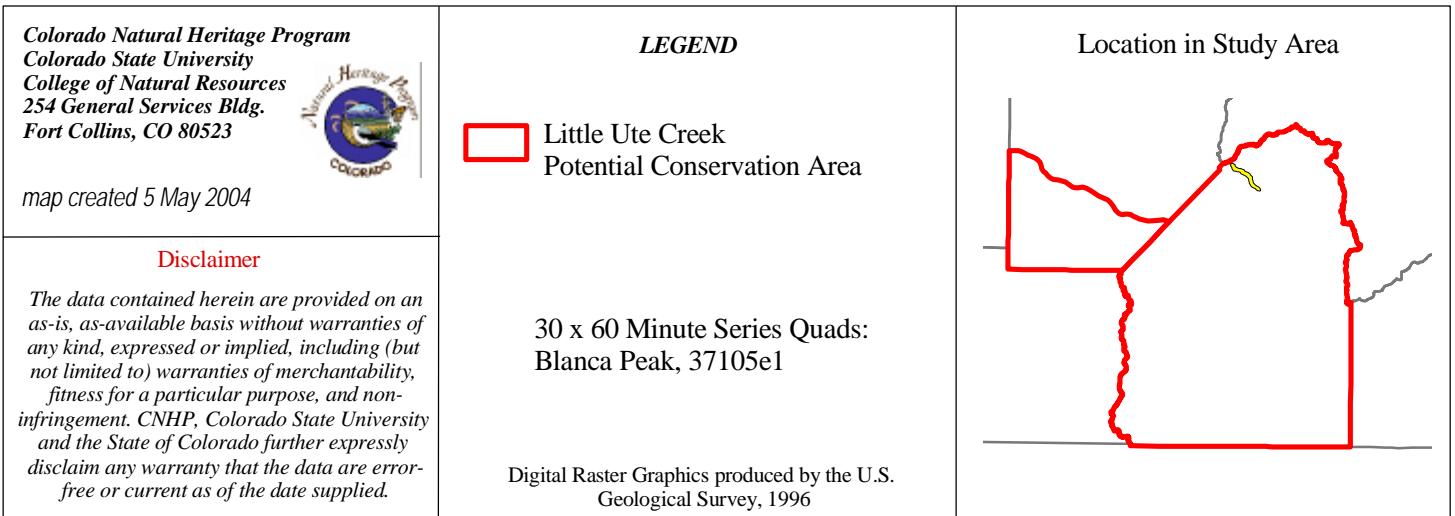 Colorado Natural Heritage Program
Colorado State University
College of Natural Resources
254 General Services Bldg.
Fort Collins, CO 80523
Natural Heritage Program
COLORADO
map created 5 May 2004
Disclaimer
The data contained herein are provided on an
as-is, as-available basis without warranties of
any kind, expressed or implied, including (but
not limited to) warranties of merchantability,
fitness for a particular purpose, and non-
infringement. CNHP, Colorado State University
and the State of Colorado further expressly
disclaim any warranty that the data are error-
free or current as of the date supplied.
LEGEND
Little Ute Creek
Potential Conservation Area
30 x 60 Minute Series Quads:
Blanca Peak, 37105e1
Digital Raster Graphics produced by the U.S.
Geological Survey, 1996
Location in Study Area